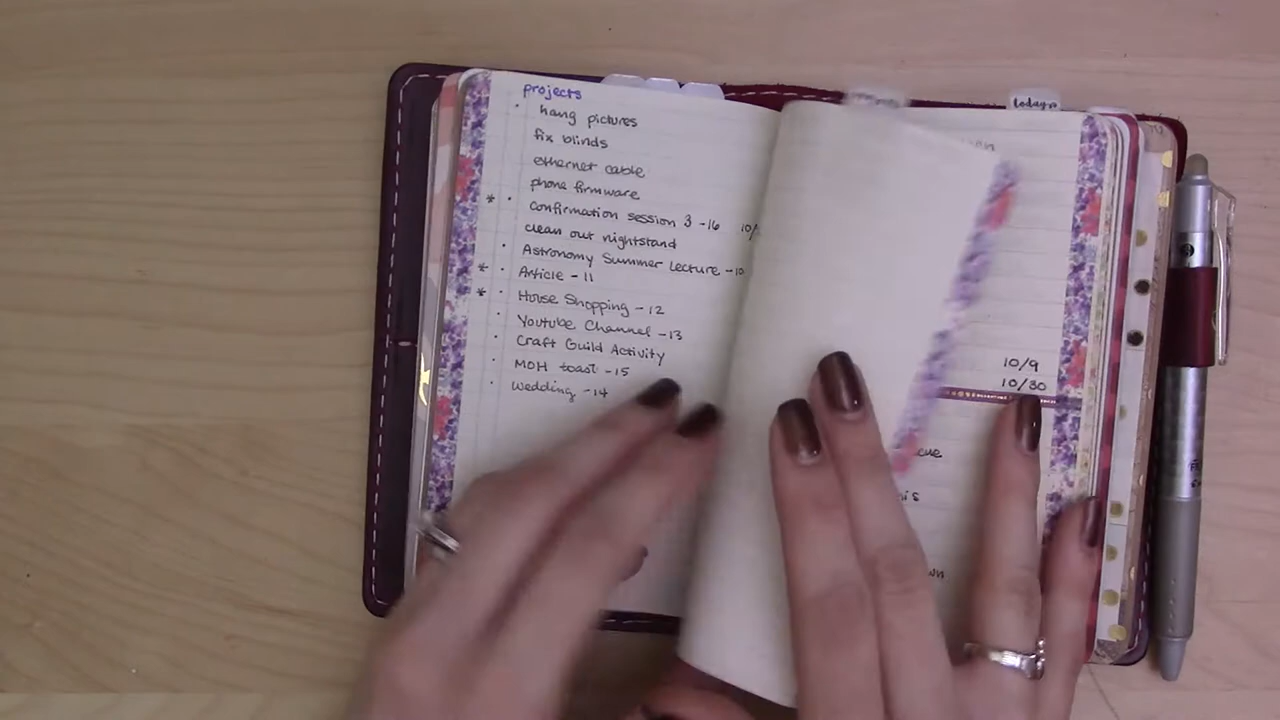 projects
· hang pictures
fix blinds
ethernet cable
phone firmware
* · confirmation session 3 -16 10/
clean out nightstand
· Astronomy Summer Lecture -10
* · Article -11
* · House Shopping -12
· Youtube Channel -13
· Craft Guild Activity
· MOH toast -15
· wedding -14
today
10/9
10/30